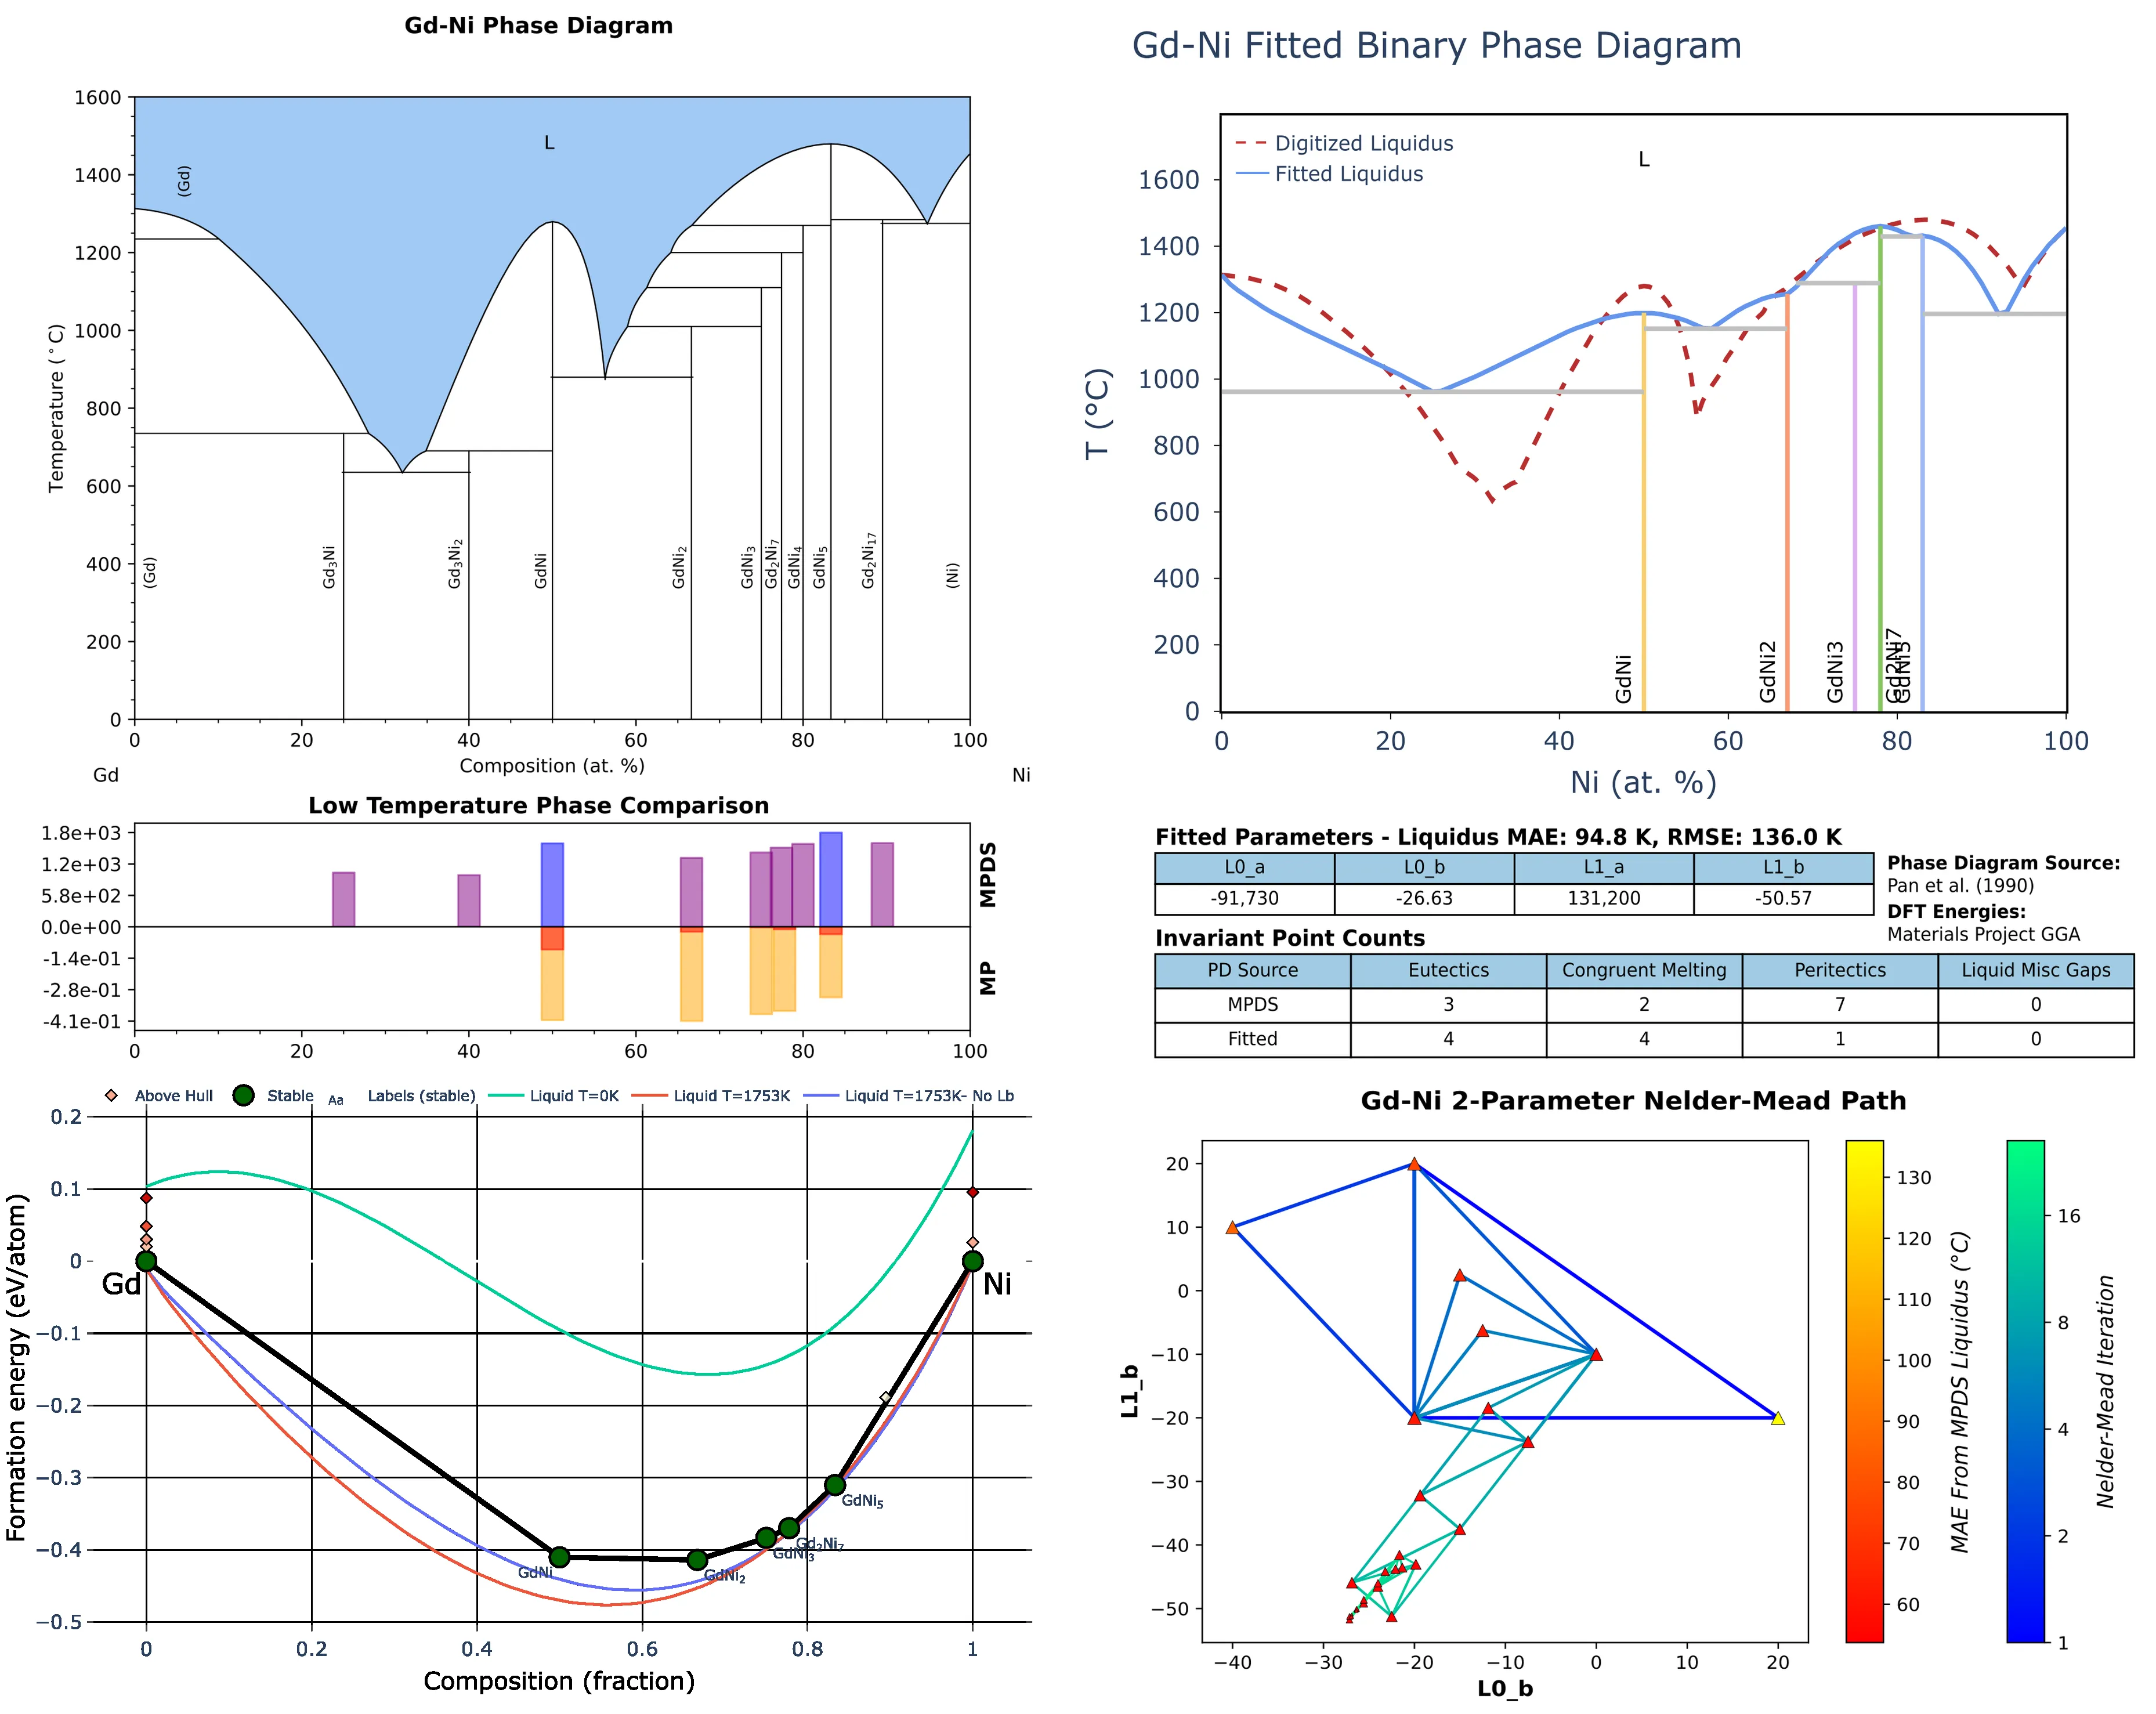 Gd-Ni Phase Diagram
1600
1400
1200
1000
800
600
400
200
0
Temperature (°C)
L
(Gd)
(Gd)
Gd3Ni
Gd3Ni2
GdNi
GdNi2
GdNi3
Gd2Ni7
GdNi4
GdNi5
Gd2Ni17
(Ni)
0 20 40 60 80 100
Composition (at. %)
Gd Ni
Low Temperature Phase Comparison
1.8e+03
1.2e+03
5.8e+02
0.0e+00
-1.4e-01
-2.8e-01
-4.1e-01
MPDS
MP
0 20 40 60 80 100
Gd-Ni Fitted Binary Phase Diagram
Digitized Liquidus
Fitted Liquidus
L
1600
1400
1200
1000
800
600
400
200
0
T (°C)
GdNi
GdNi2
GdNi3
Gd2Ni7
GdNi5
0 20 40 60 80 100
Ni (at. %)
Fitted Parameters - Liquidus MAE: 94.8 K, RMSE: 136.0 K
L0_a L0_b L1_a L1_b
-91,730 -26.63 131,200 -50.57
Phase Diagram Source:
Pan et al. (1990)
DFT Energies:
Materials Project GGA
Invariant Point Counts
PD Source Eutectics Congruent Melting Peritectics Liquid Misc Gaps
MPDS 3 2 7 0
Fitted 4 4 1 0
Above Hull Stable Aa Labels (stable) Liquid T=0K Liquid T=1753K Liquid T=1753K- No Lb
0.2
0.1
0
−0.1
−0.2
−0.3
−0.4
−0.5
Formation energy (eV/atom)
Gd
Ni
GdNi
GdNi2
GdNi3
Gd2Ni7
GdNi5
0 0.2 0.4 0.6 0.8 1
Composition (fraction)
Gd-Ni 2-Parameter Nelder-Mead Path
20
10
0
−10
−20
−30
−40
−50
L1_b
−40 −30 −20 −10 0 10 20
L0_b
130
120
110
100
90
80
70
60
MAE From MPDS Liquidus (°C)
16
8
4
2
1
Nelder-Mead Iteration